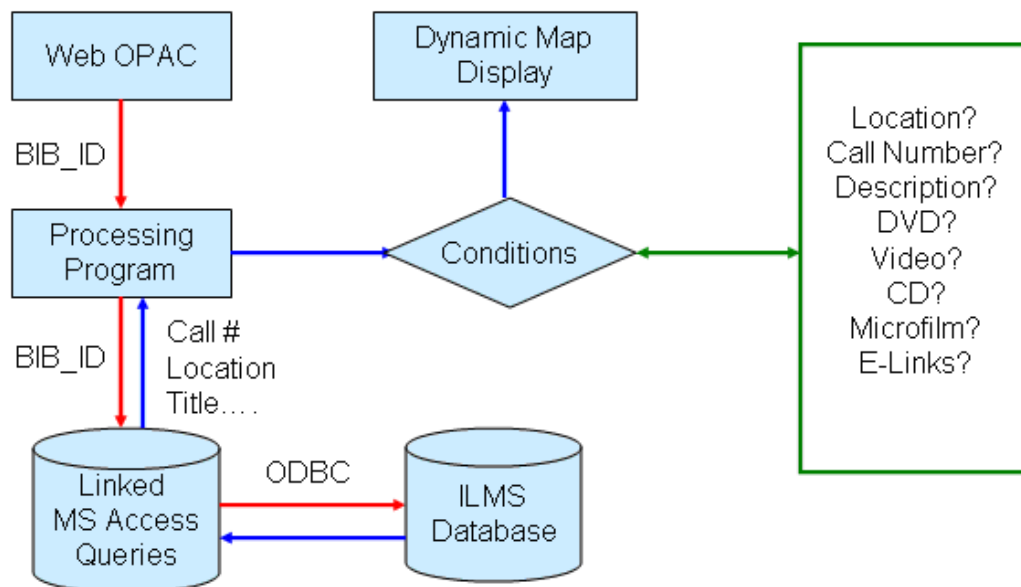 Web OPAC
Dynamic Map
Display
BIB_ID
Processing
Program
Conditions
Location?
Call Number?
Description?
DVD?
Video?
CD?
Microfilm?
E-Links?
BIB_ID
Call #
Location
Title....
Linked
MS Access
Queries
ODBC
ILMS
Database